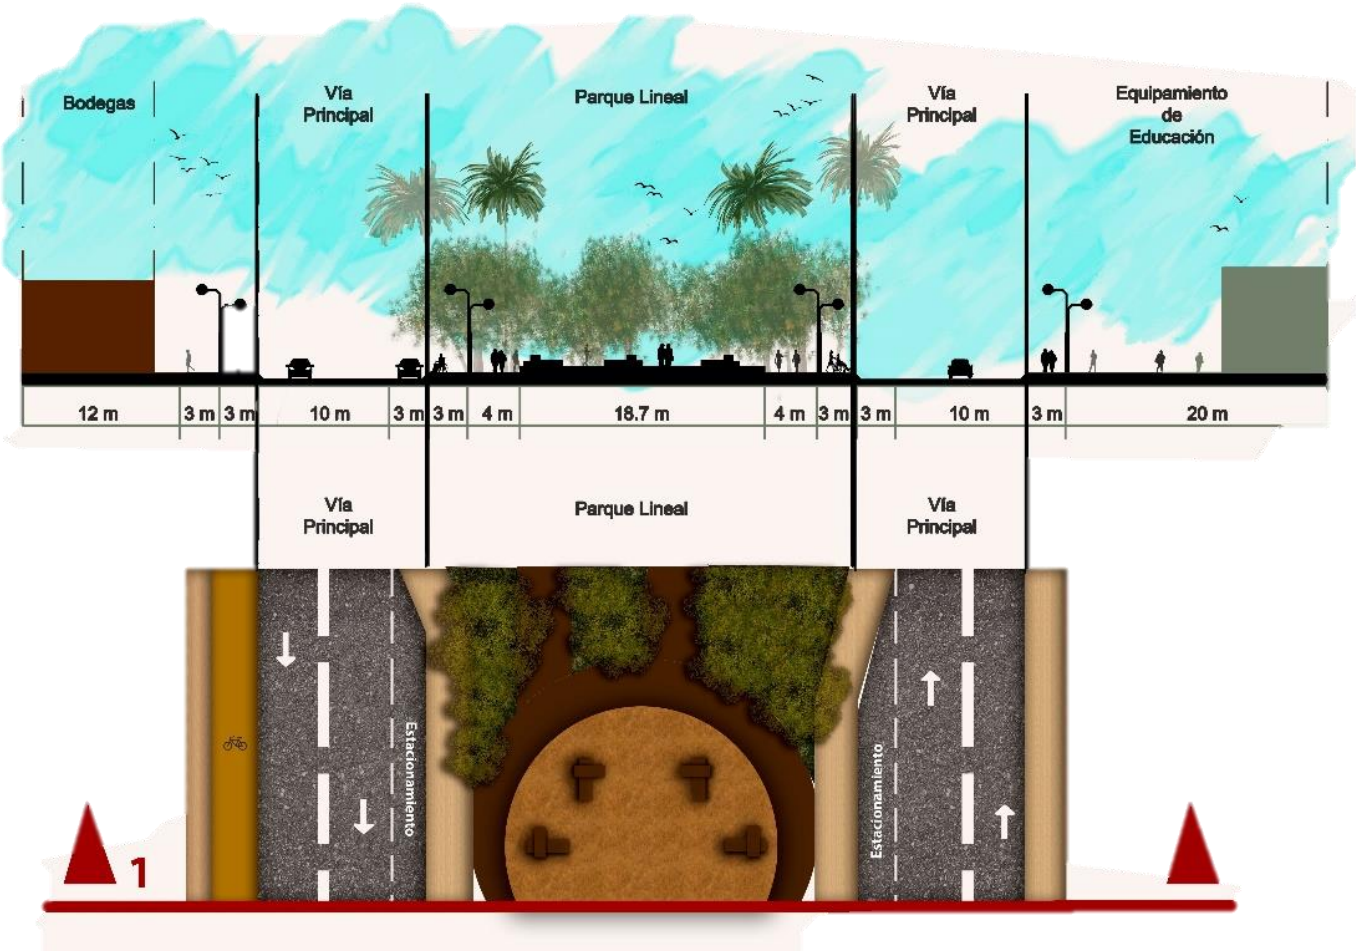 Bodegas
Vía
Principal
Parque Lineal
Vía
Principal
Equipamiento
de
Educación
12 m
3 m
3 m
10 m
3 m
3 m
4 m
18.7 m
4 m
3 m
3 m
10 m
3 m
20 m
Vía
Principal
Parque Lineal
Vía
Principal
Estacionamiento
Estacionamiento
1